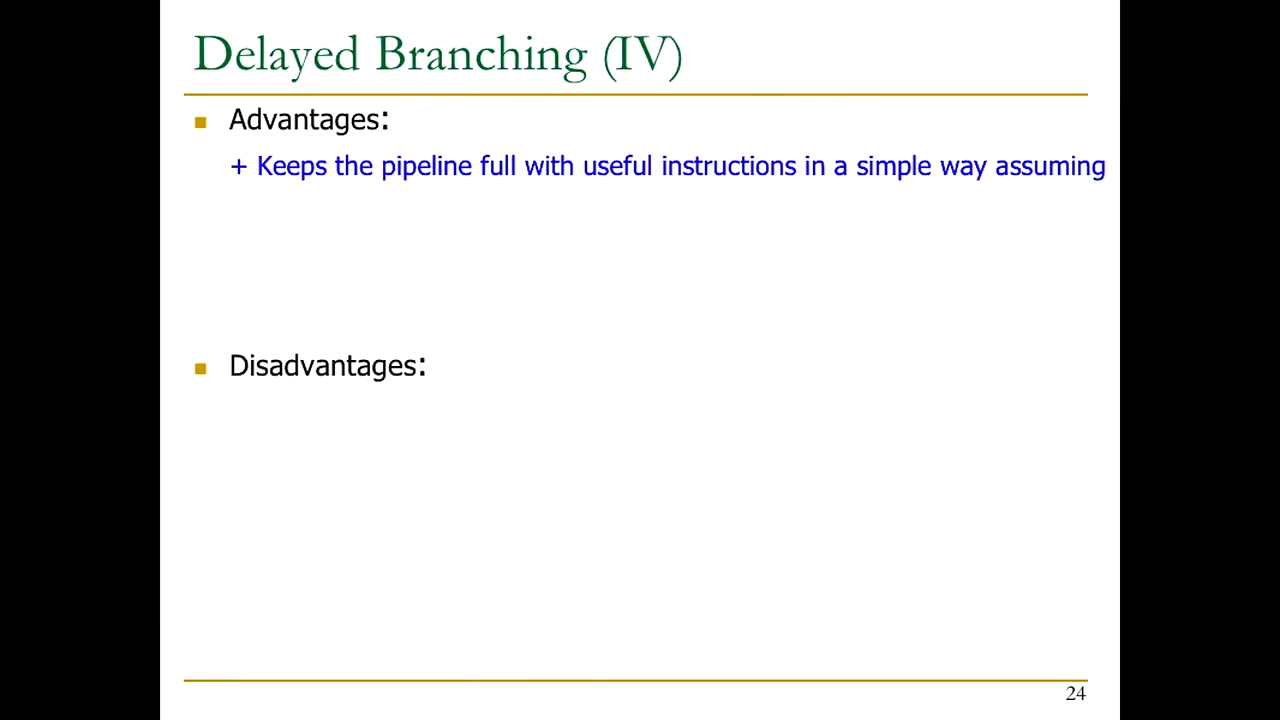 Delayed Branching (IV)
Advantages:
+ Keeps the pipeline full with useful instructions in a simple way assuming
Disadvantages:
24